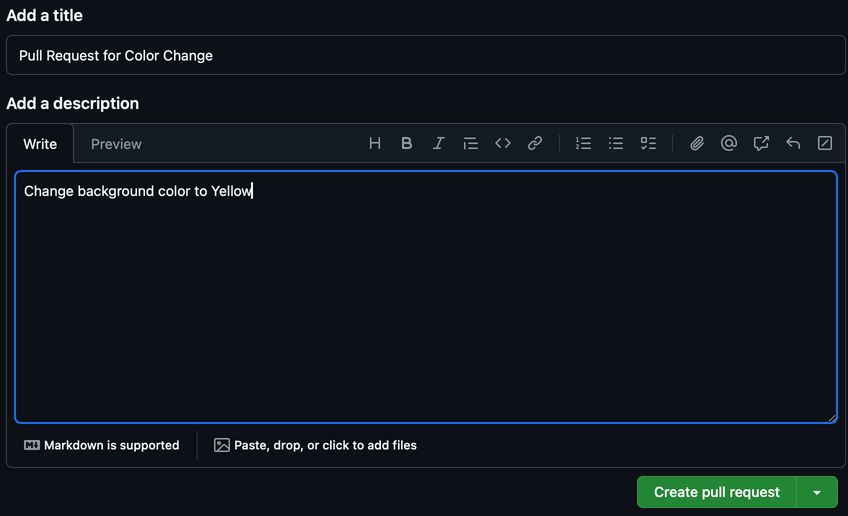 Add a title
Pull Request for Color Change
Add a description
Write Preview
Change background color to Yellow
Markdown is supported Paste, drop, or click to add files
Create pull request